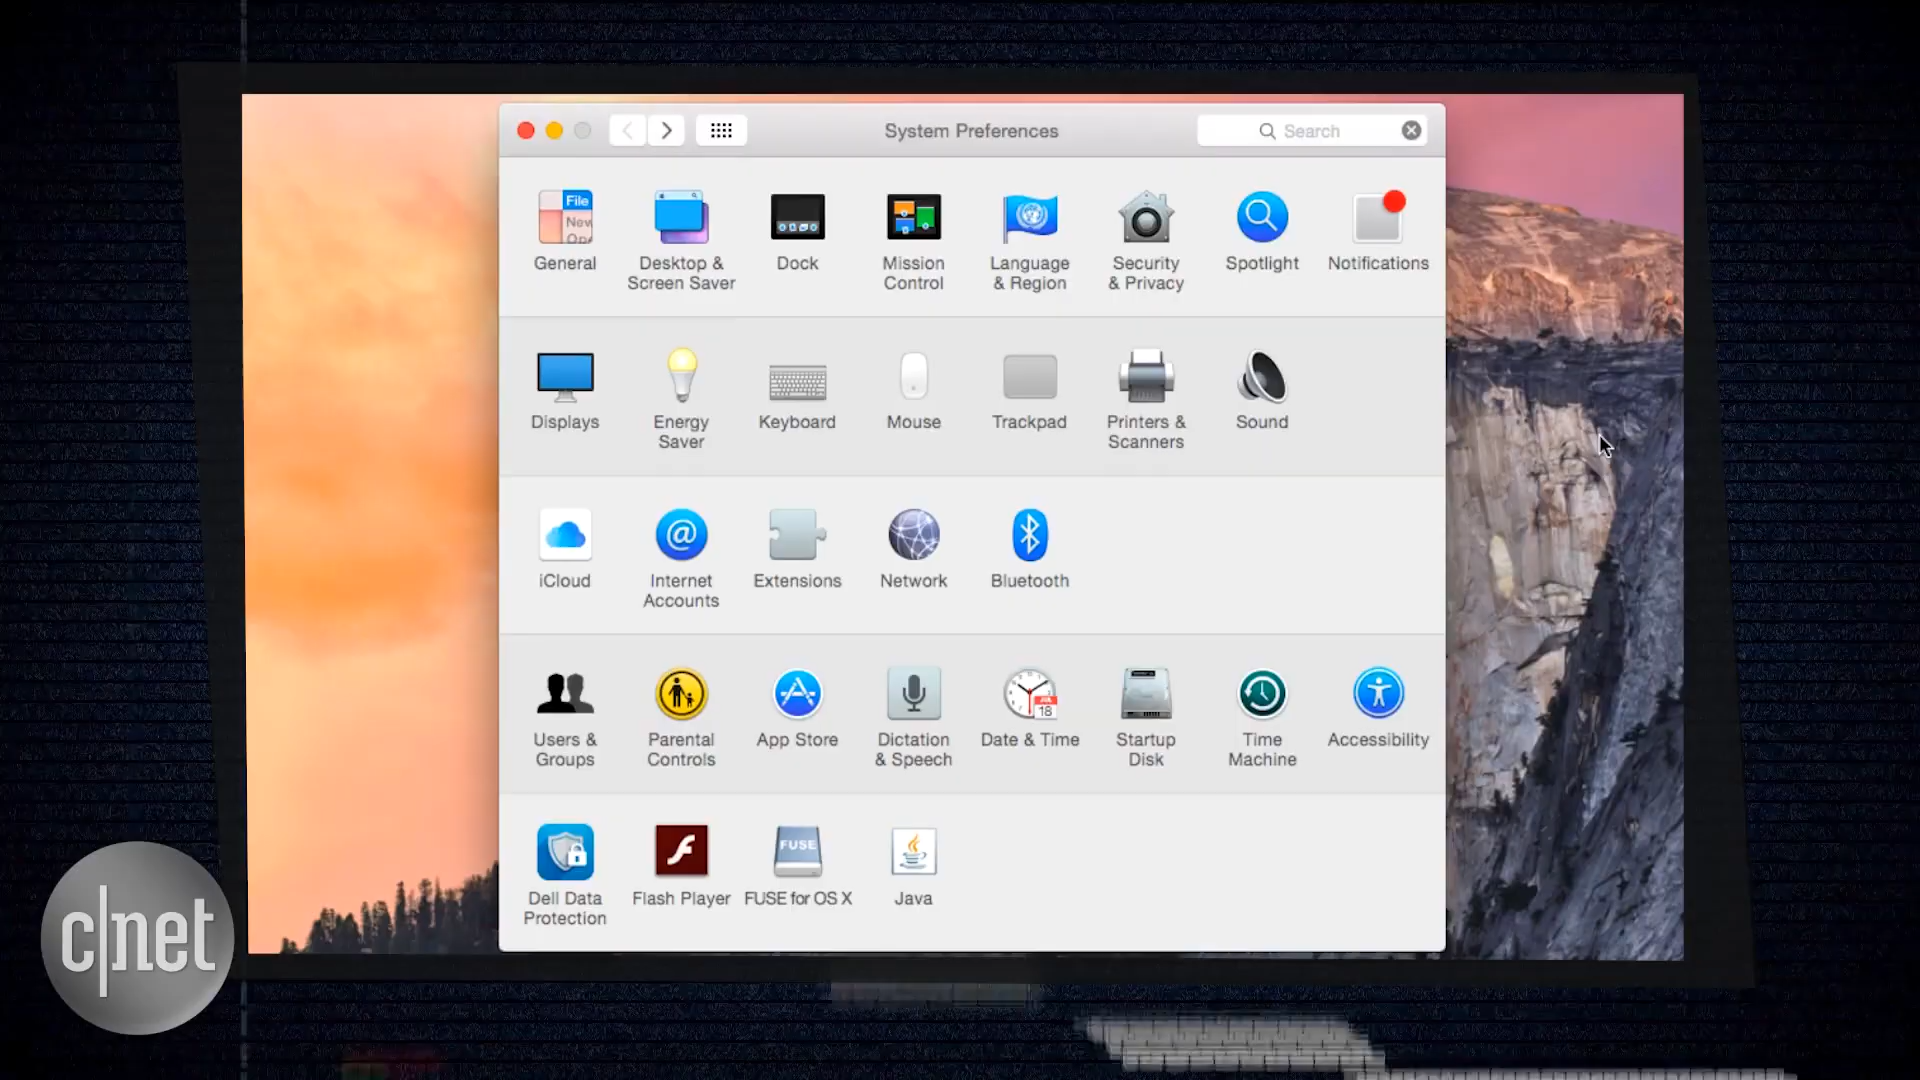 System Preferences
Search
File
New
Ope
General
Desktop &
Screen Saver
Dock
Mission
Control
Language
& Region
Security
& Privacy
Spotlight
Notifications
Displays
Energy
Saver
Keyboard
Mouse
Trackpad
Printers &
Scanners
Sound
iCloud
@
Internet
Accounts
Extensions
Network
Bluetooth
Users &
Groups
Parental
Controls
App Store
Dictation
& Speech
JUL
18
Date & Time
Startup
Disk
Time
Machine
Accessibility
Dell Data
Protection
Flash Player
FUSE
FUSE for OS X
Java
c|net